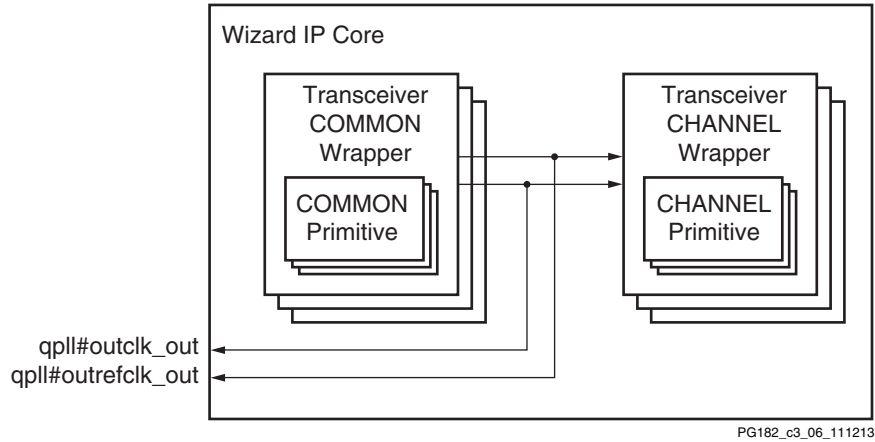 Wizard IP Core
Transceiver
COMMON
Wrapper
COMMON
Primitive
Transceiver
CHANNEL
Wrapper
CHANNEL
Primitive
qpll#outclk_out
qpll#outrefclk_out
PG182_c3_06_111213